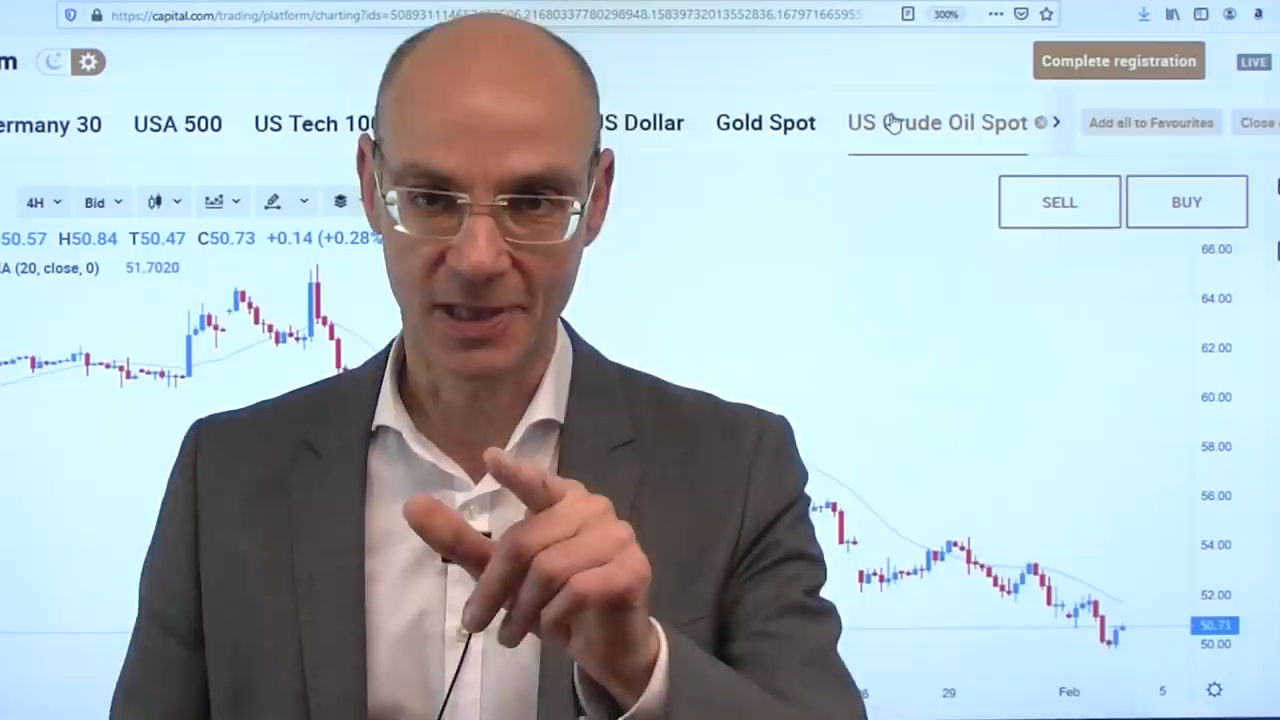 https://capital.com/trading/platform/charting?ids= 300%
m Complete registration LIVE
ermany 30 USA 500 US Tech 10 S Dollar Gold Spot US Crude Oil Spot Add all to Favourites Close
4H Bid SELL BUY
50.57 H50.84 T50.47 C50.73 +0.14 (+0.28%
A (20, close, 0) 51.7020
66.00
64.00
62.00
60.00
58.00
56.00
54.00
52.00
50.73
50.00
29 Feb 5